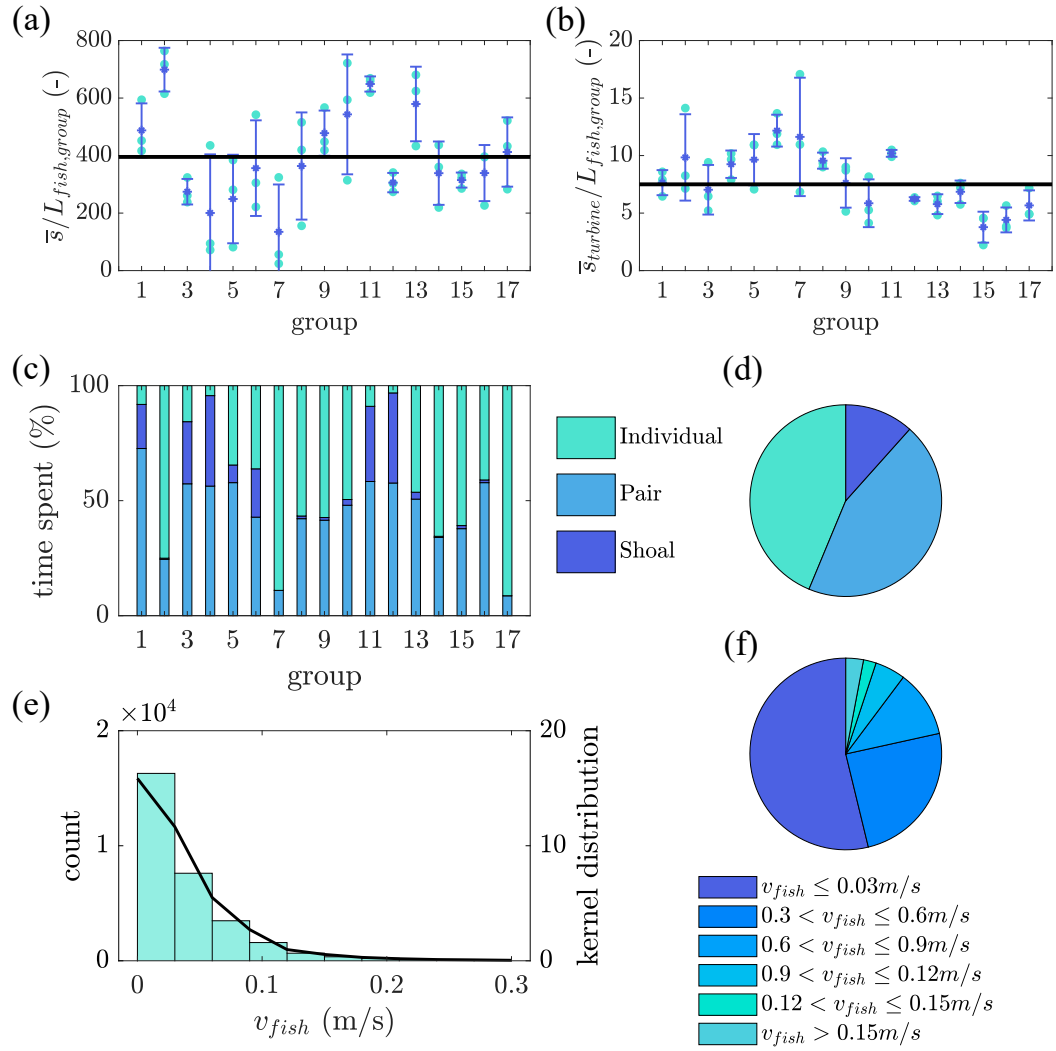 (a)
800
600
400
200
0
s̅/L_{fish,group} (-)
1 3 5 7 9 11 13 15 17
group
(b)
20
15
10
5
0
s̅_{turbine}/L_{fish,group} (-)
1 3 5 7 9 11 13 15 17
group
(c)
100
50
0
time spent (%)
1 3 5 7 9 11 13 15 17
group
Individual
Pair
Shoal
(d)
(e)
×10^4
2
1
0
count
20
10
0
kernel distribution
0 0.1 0.2 0.3
v_{fish} (m/s)
(f)
v_{fish} ≤ 0.03m/s
0.3 < v_{fish} ≤ 0.6m/s
0.6 < v_{fish} ≤ 0.9m/s
0.9 < v_{fish} ≤ 0.12m/s
0.12 < v_{fish} ≤ 0.15m/s
v_{fish} > 0.15m/s